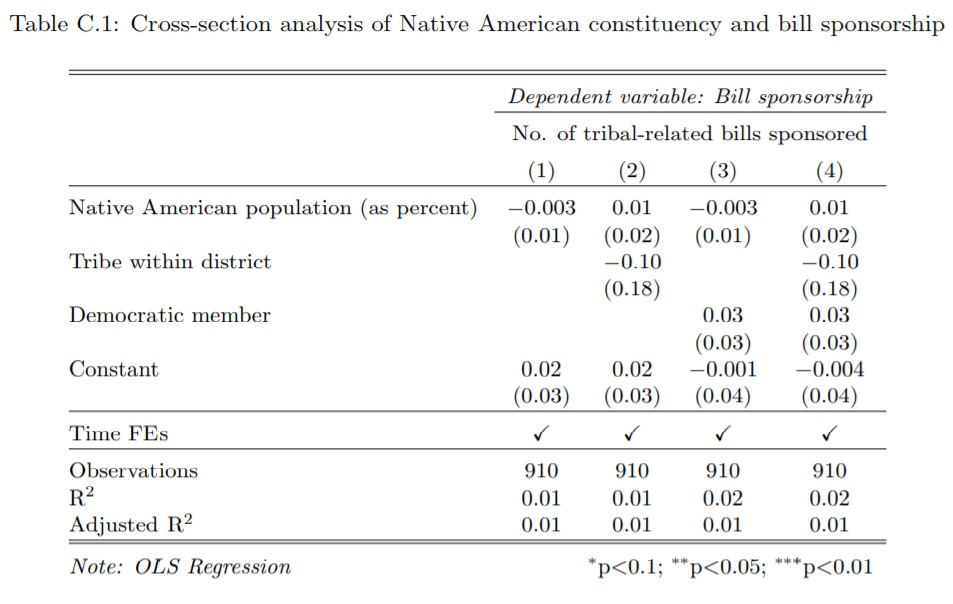 Table C.1: Cross-section analysis of Native American constituency and bill sponsorship
Dependent variable: Bill sponsorship
No. of tribal-related bills sponsored
(1) (2) (3) (4)
Native American population (as percent) −0.003 0.01 −0.003 0.01
(0.01) (0.02) (0.01) (0.02)
Tribe within district −0.10 −0.10
(0.18) (0.18)
Democratic member 0.03 0.03
(0.03) (0.03)
Constant 0.02 0.02 −0.001 −0.004
(0.03) (0.03) (0.04) (0.04)
Time FEs ✓ ✓ ✓ ✓
Observations 910 910 910 910
R² 0.01 0.01 0.02 0.02
Adjusted R² 0.01 0.01 0.01 0.01
Note: OLS Regression *p<0.1; **p<0.05; ***p<0.01